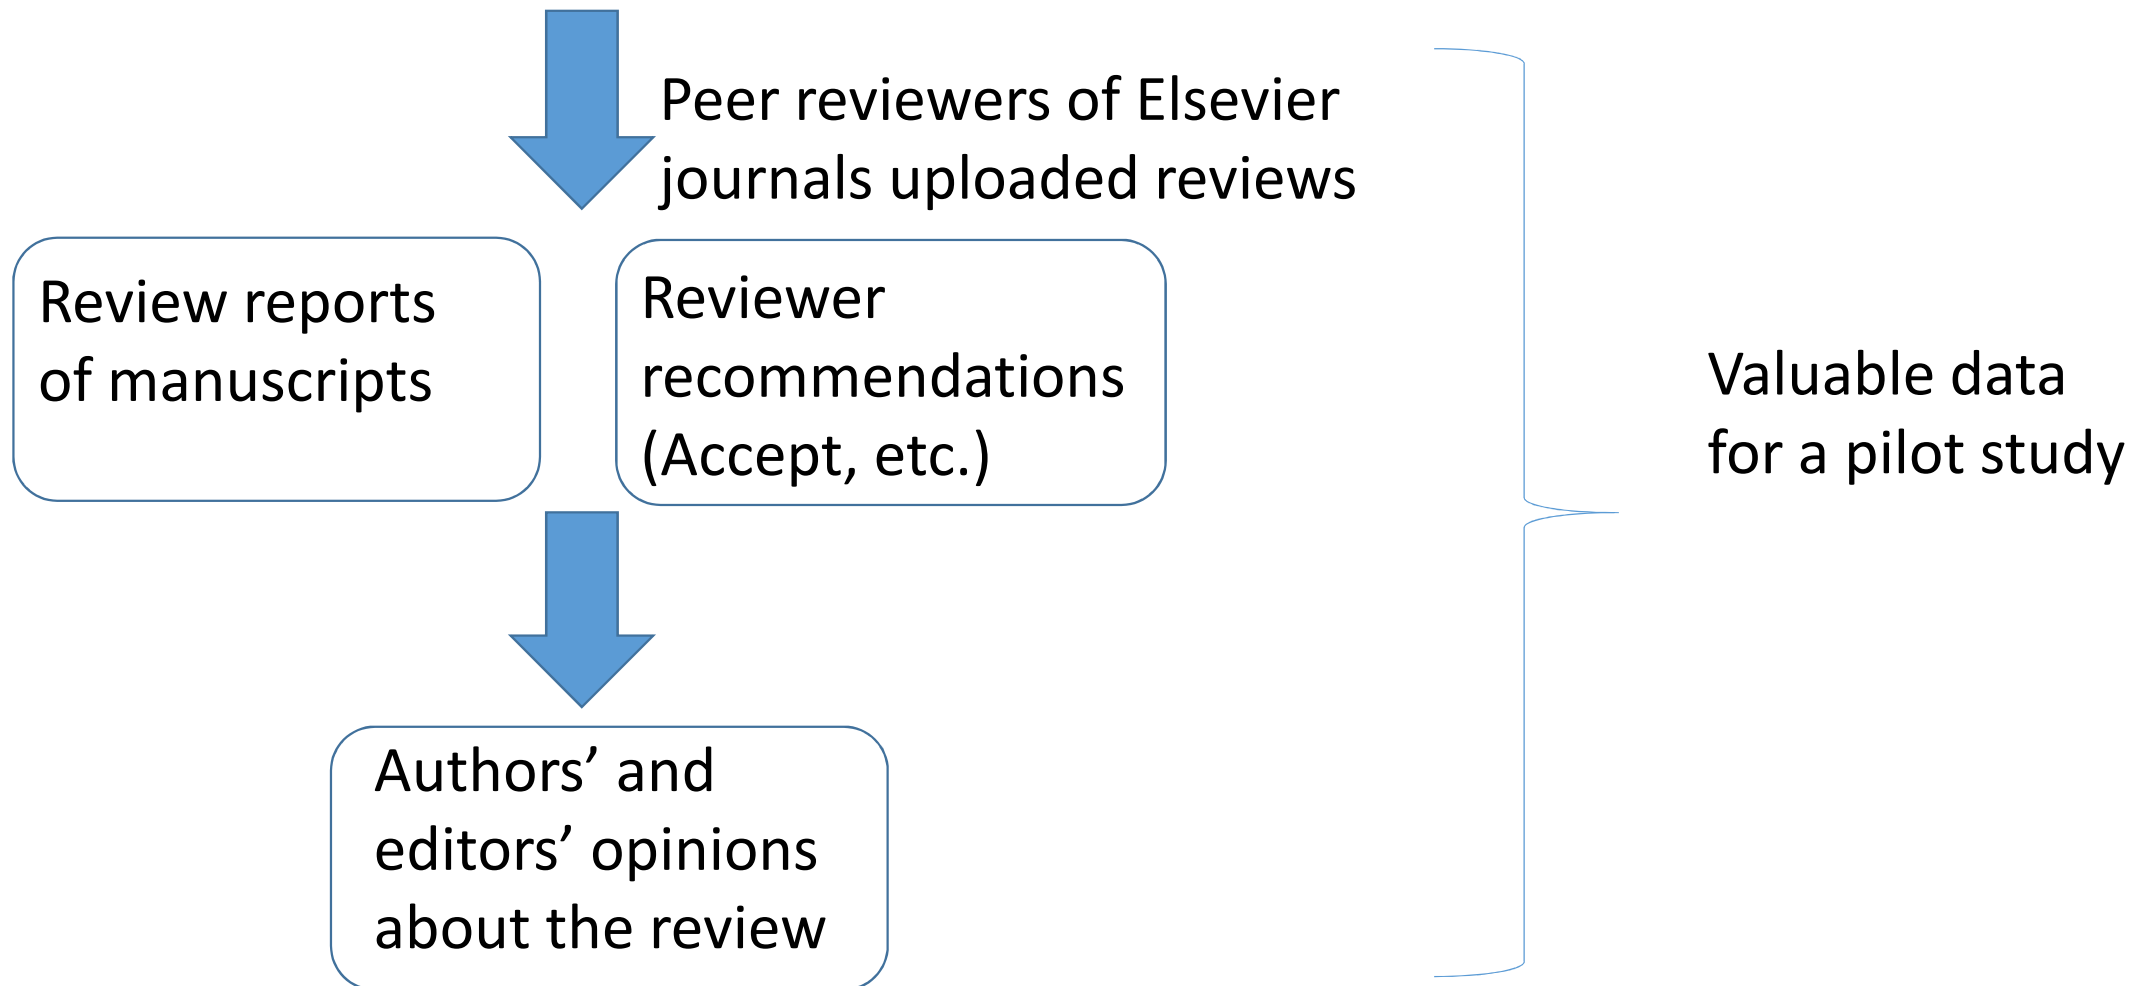 Peer reviewers of Elsevier
journals uploaded reviews
Review reports
of manuscripts
Reviewer
recommendations
(Accept, etc.)
Valuable data
for a pilot study
Authors’ and
editors’ opinions
about the review